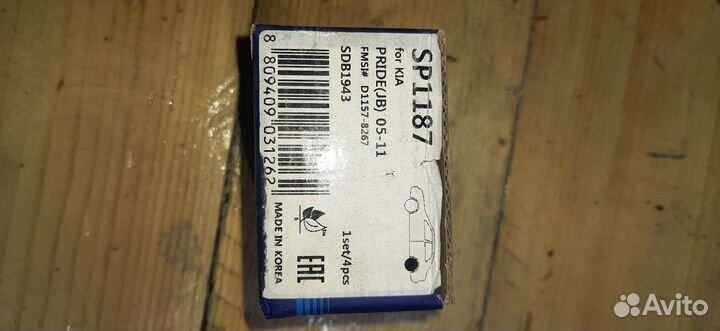 SP1187
for KIA
PRIDE(JB) 05-11
FMSI# D1157-8267
SDB1943
1set/4pcs
8 809409 031262
MADE IN KOREA
EAC
Avito